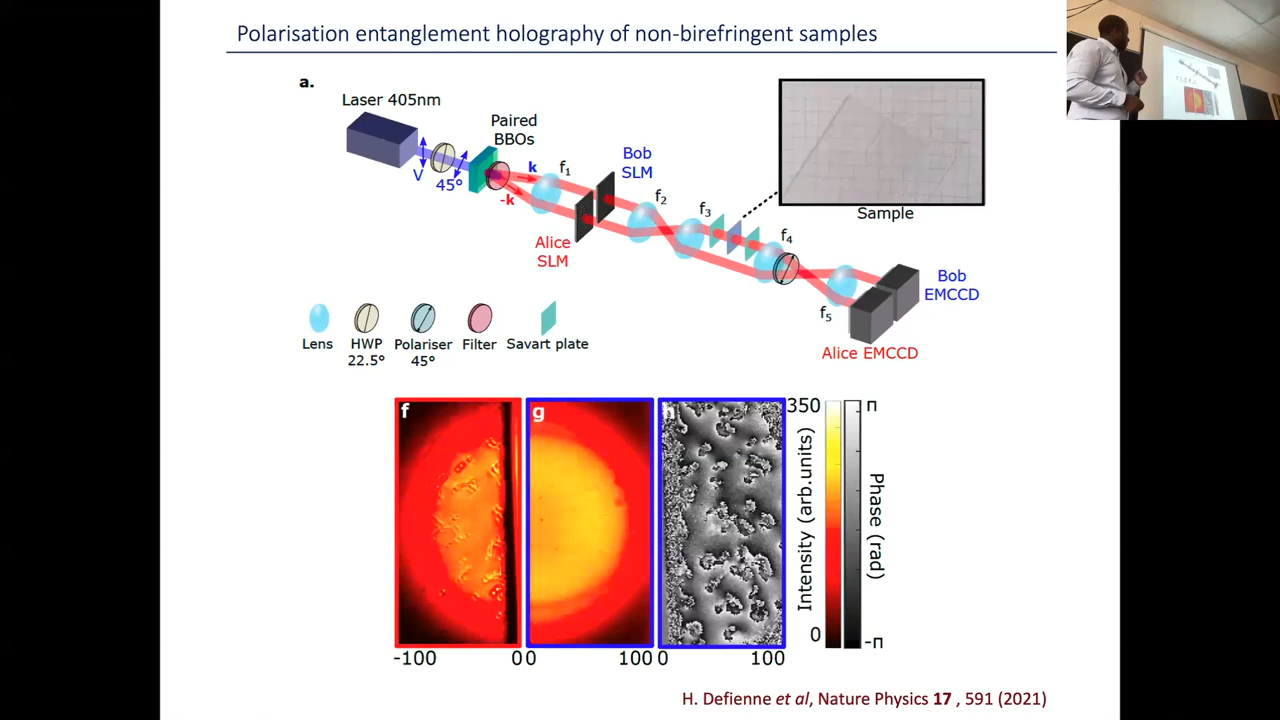 Polarisation entanglement holography of non-birefringent samples
a.
Laser 405nm
Paired
BBOs
V
45°
k
-k
f1
Bob
SLM
Alice
SLM
f2
f3
f4
f5
Sample
Bob
EMCCD
Alice EMCCD
Lens
HWP
22.5°
Polariser
45°
Filter
Savart plate
f
g
h
350
0
Intensity (arb.units)
π
-π
Phase (rad)
-100
0
0
100
0
100
H. Defienne et al, Nature Physics 17 , 591 (2021)